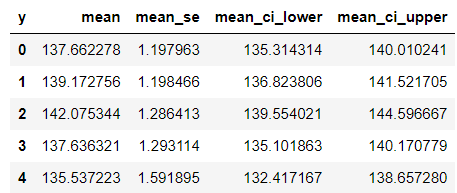 y mean mean_se mean_ci_lower mean_ci_upper
0 137.662278 1.197963 135.314314 140.010241
1 139.172756 1.198466 136.823806 141.521705
2 142.075344 1.286413 139.554021 144.596667
3 137.636321 1.293114 135.101863 140.170779
4 135.537223 1.591895 132.417167 138.657280